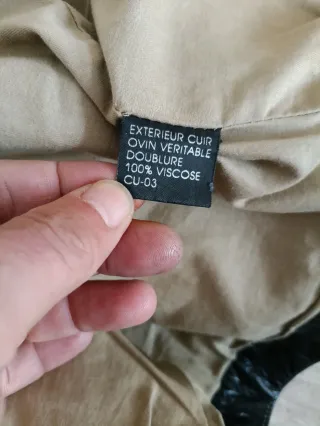 EXTERIEUR CUIR
OVIN VERITABLE
DOUBLURE
100% VISCOSE
CU-03